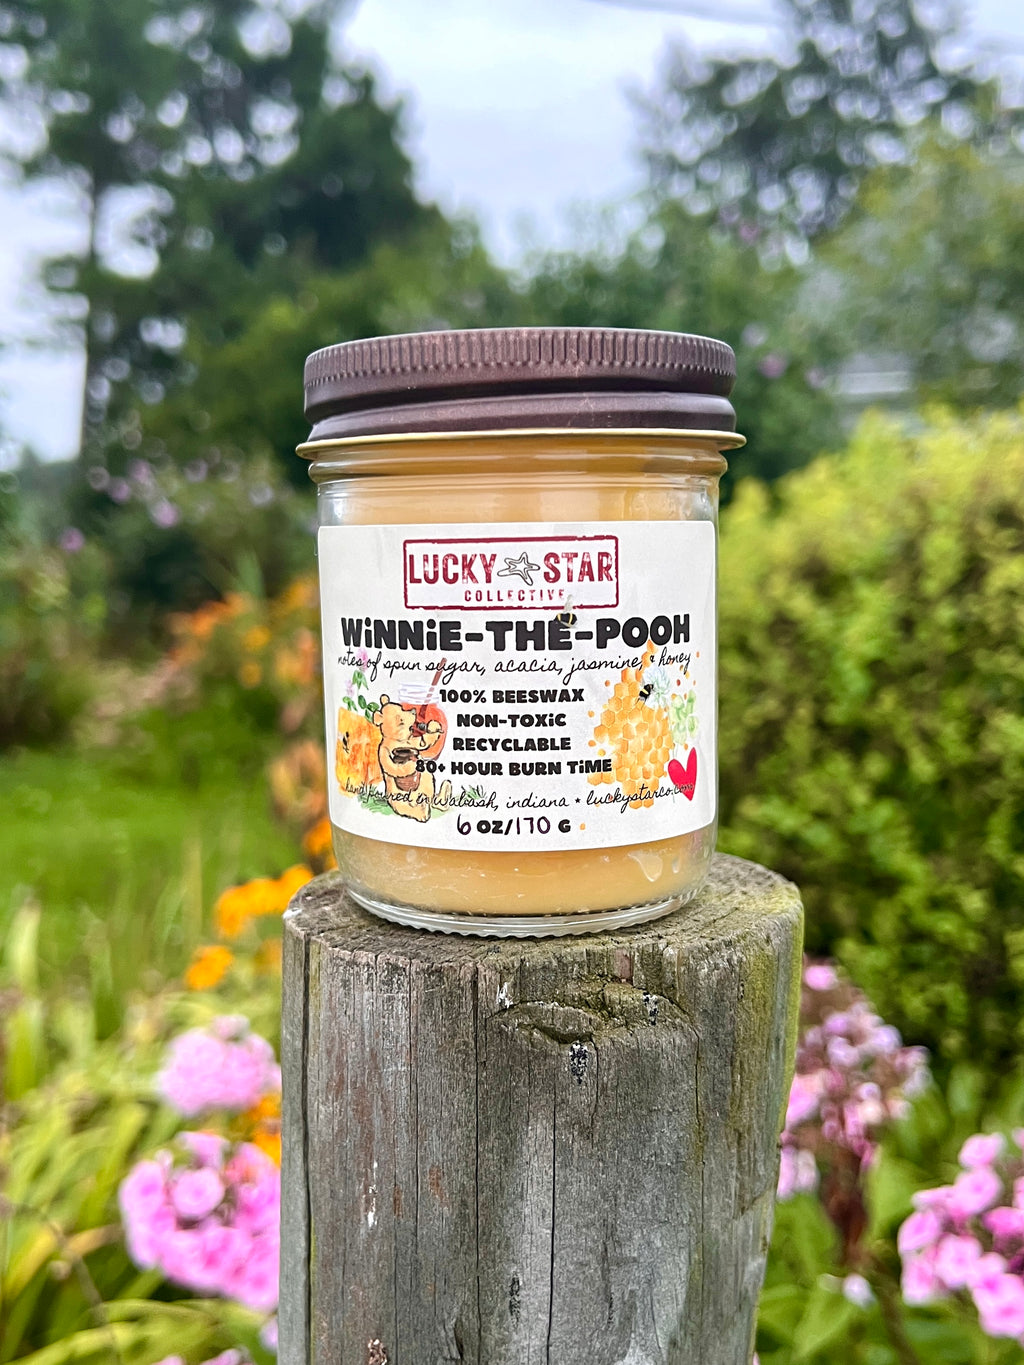 LUCKY STAR
COLLECTIVE
WiNNiE-THE-POOH
notes of spun sugar, acacia, jasmine, & honey
100% BEESWAX
NON-TOXiC
RECYCLABLE
80+ HOUR BURN TiME
hand poured in Wabash, indiana • luckystarco.com
6 OZ/170 G